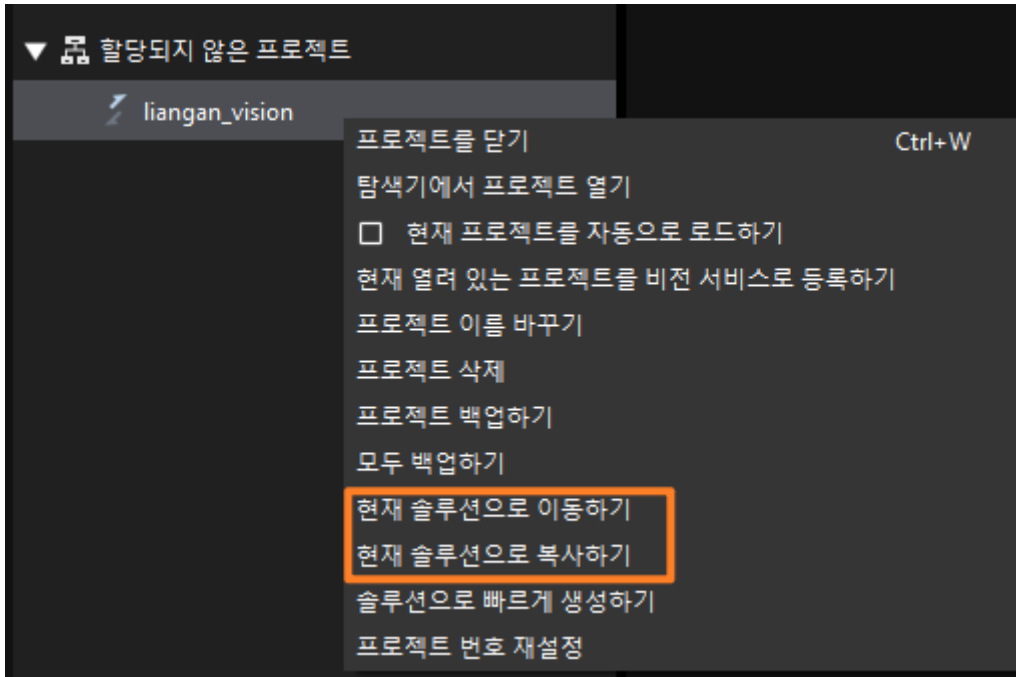 할당되지 않은 프로젝트
liangan_vision
프로젝트를 닫기 Ctrl+W
탐색기에서 프로젝트 열기
현재 프로젝트를 자동으로 로드하기
현재 열려 있는 프로젝트를 비전 서비스로 등록하기
프로젝트 이름 바꾸기
프로젝트 삭제
프로젝트 백업하기
모두 백업하기
현재 솔루션으로 이동하기
현재 솔루션으로 복사하기
솔루션으로 빠르게 생성하기
프로젝트 번호 재설정